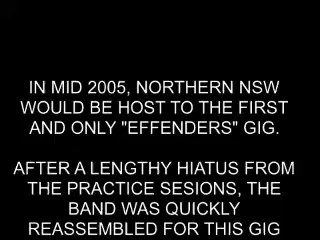 IN MID 2005, NORTHERN NSW
WOULD BE HOST TO THE FIRST
AND ONLY "EFFENDERS" GIG.
AFTER A LENGTHY HIATUS FROM
THE PRACTICE SESIONS, THE
BAND WAS QUICKLY
REASSEMBLED FOR THIS GIG